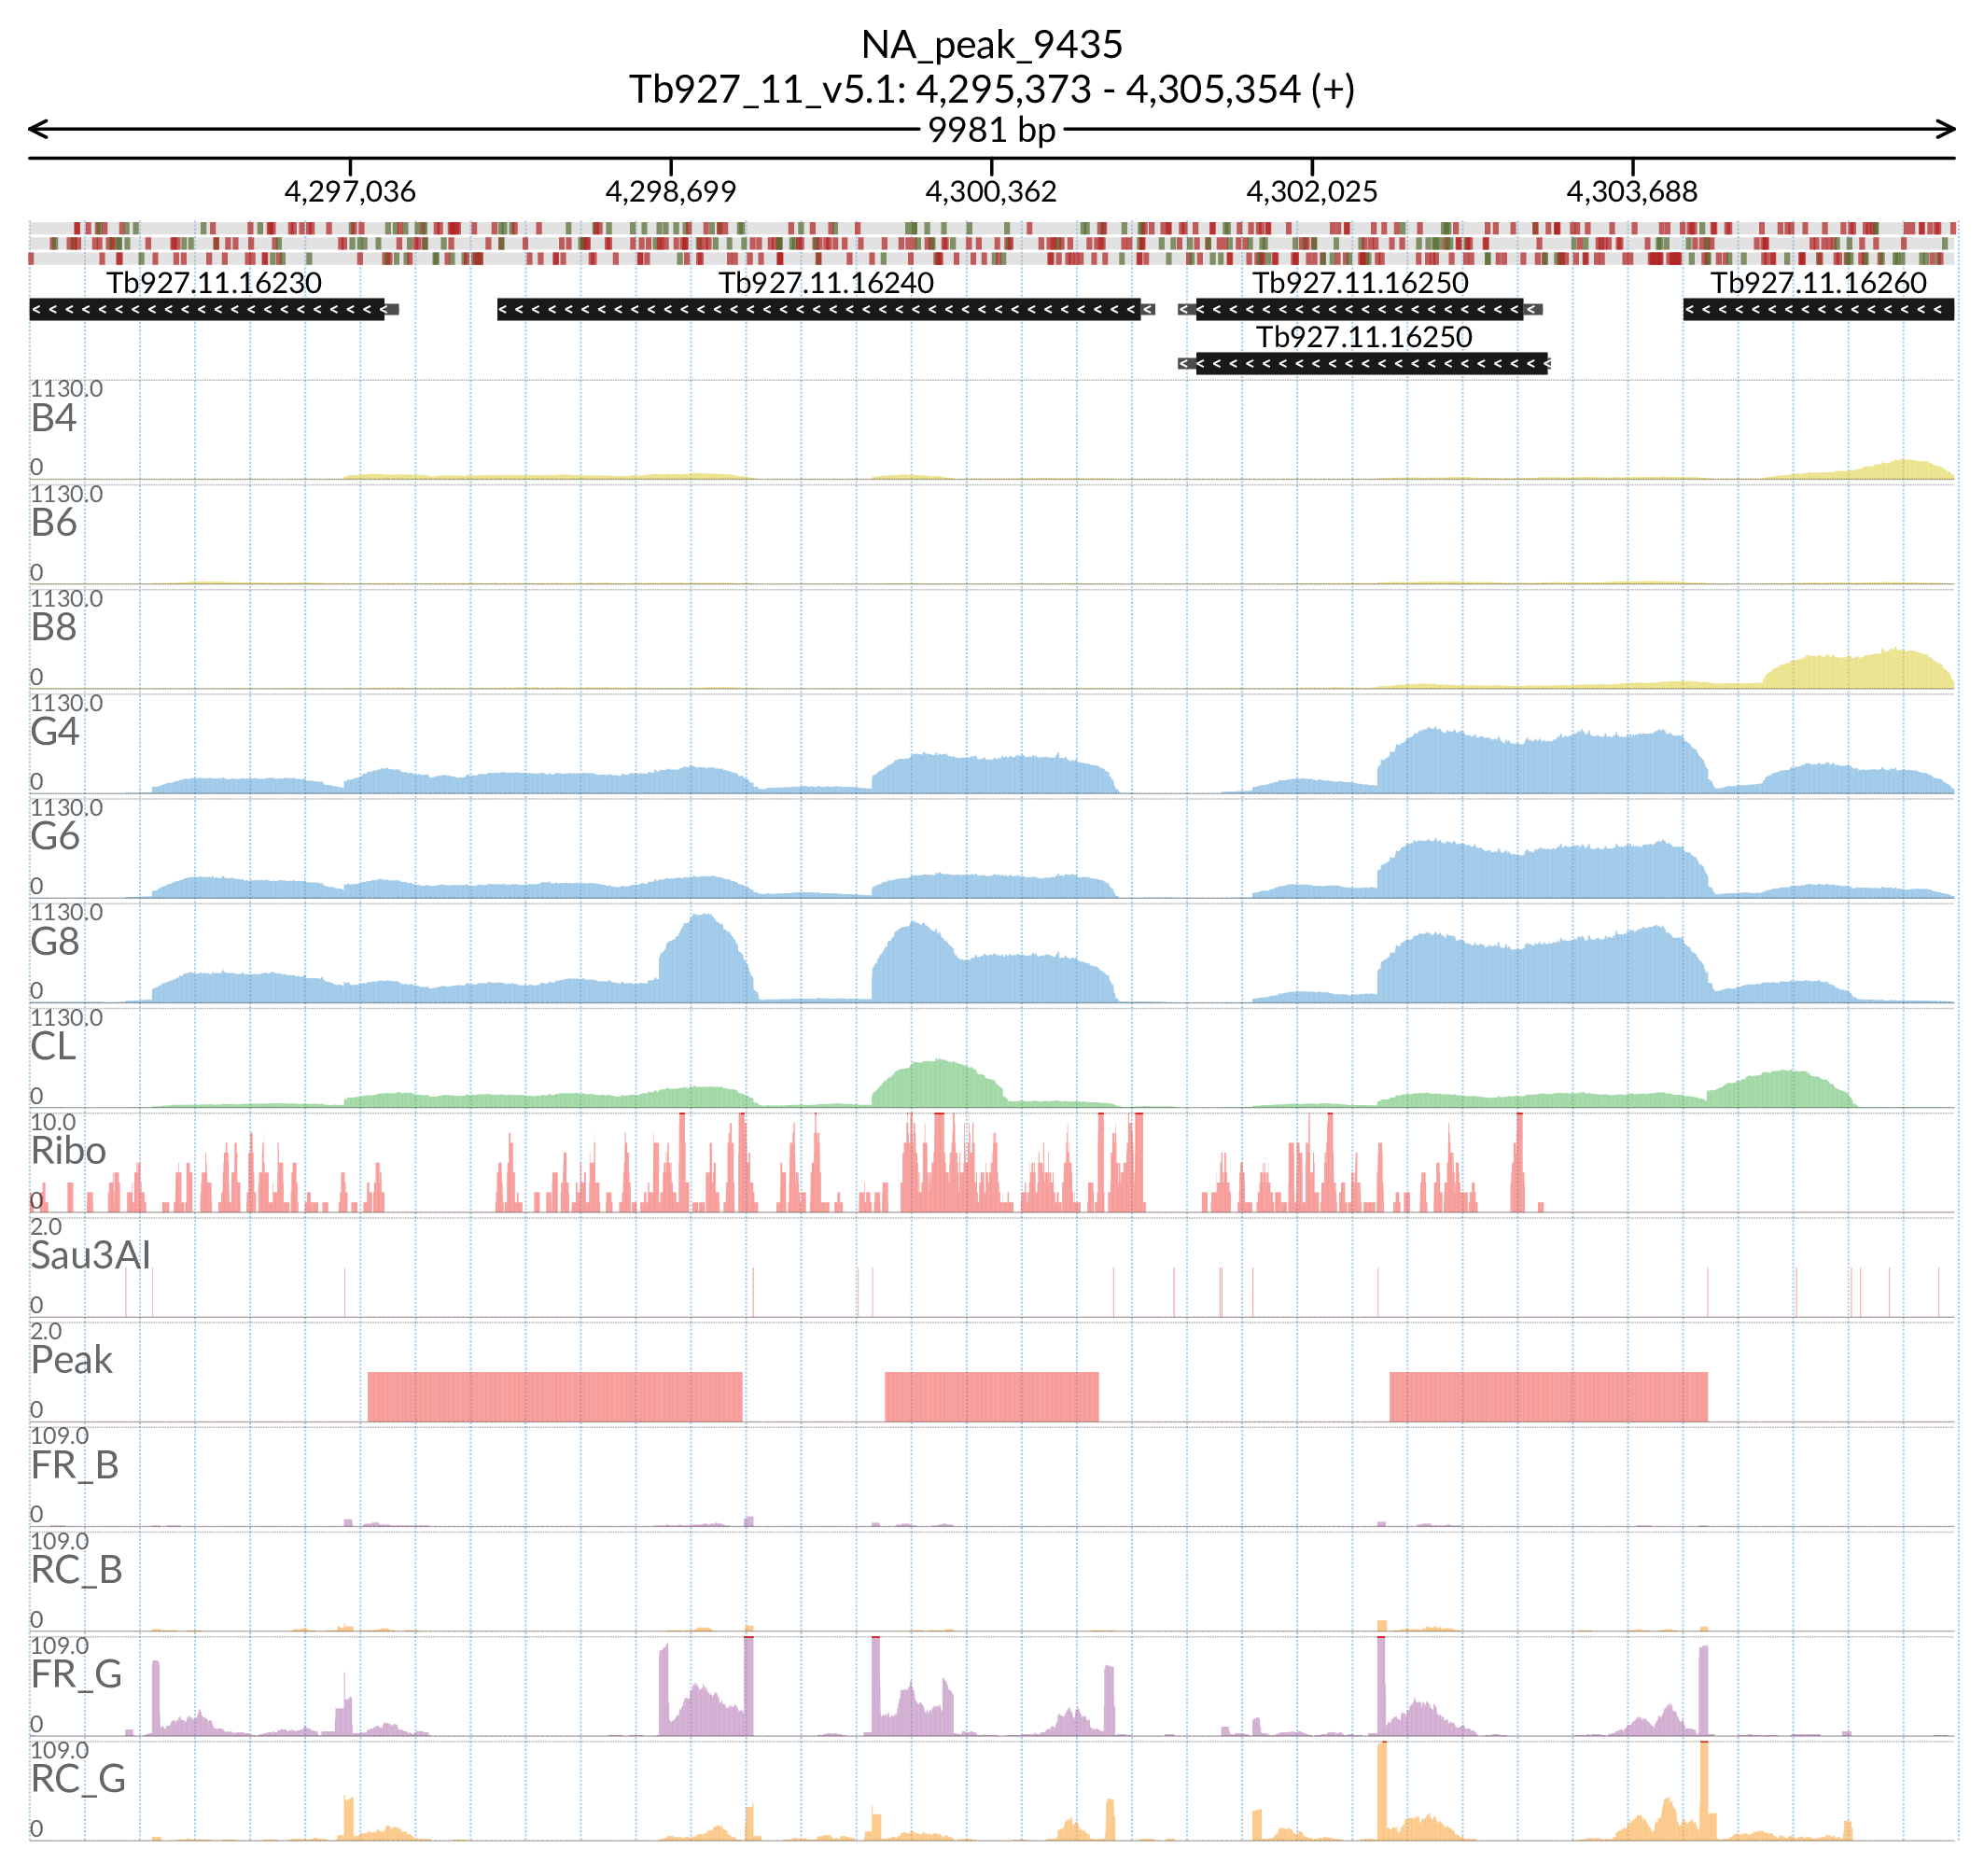 NA_peak_9435
Tb927_11_v5.1: 4,295,373 - 4,305,354 (+)
9981 bp
4,297,036 4,298,699 4,300,362 4,302,025 4,303,688
Tb927.11.16230 Tb927.11.16240 Tb927.11.16250 Tb927.11.16260
Tb927.11.16250
1130.0
B4
0
1130.0
B6
0
1130.0
B8
0
1130.0
G4
0
1130.0
G6
0
1130.0
G8
0
1130.0
CL
0
10.0
Ribo
0
2.0
Sau3AI
0
2.0
Peak
0
109.0
FR_B
0
109.0
RC_B
0
109.0
FR_G
0
109.0
RC_G
0